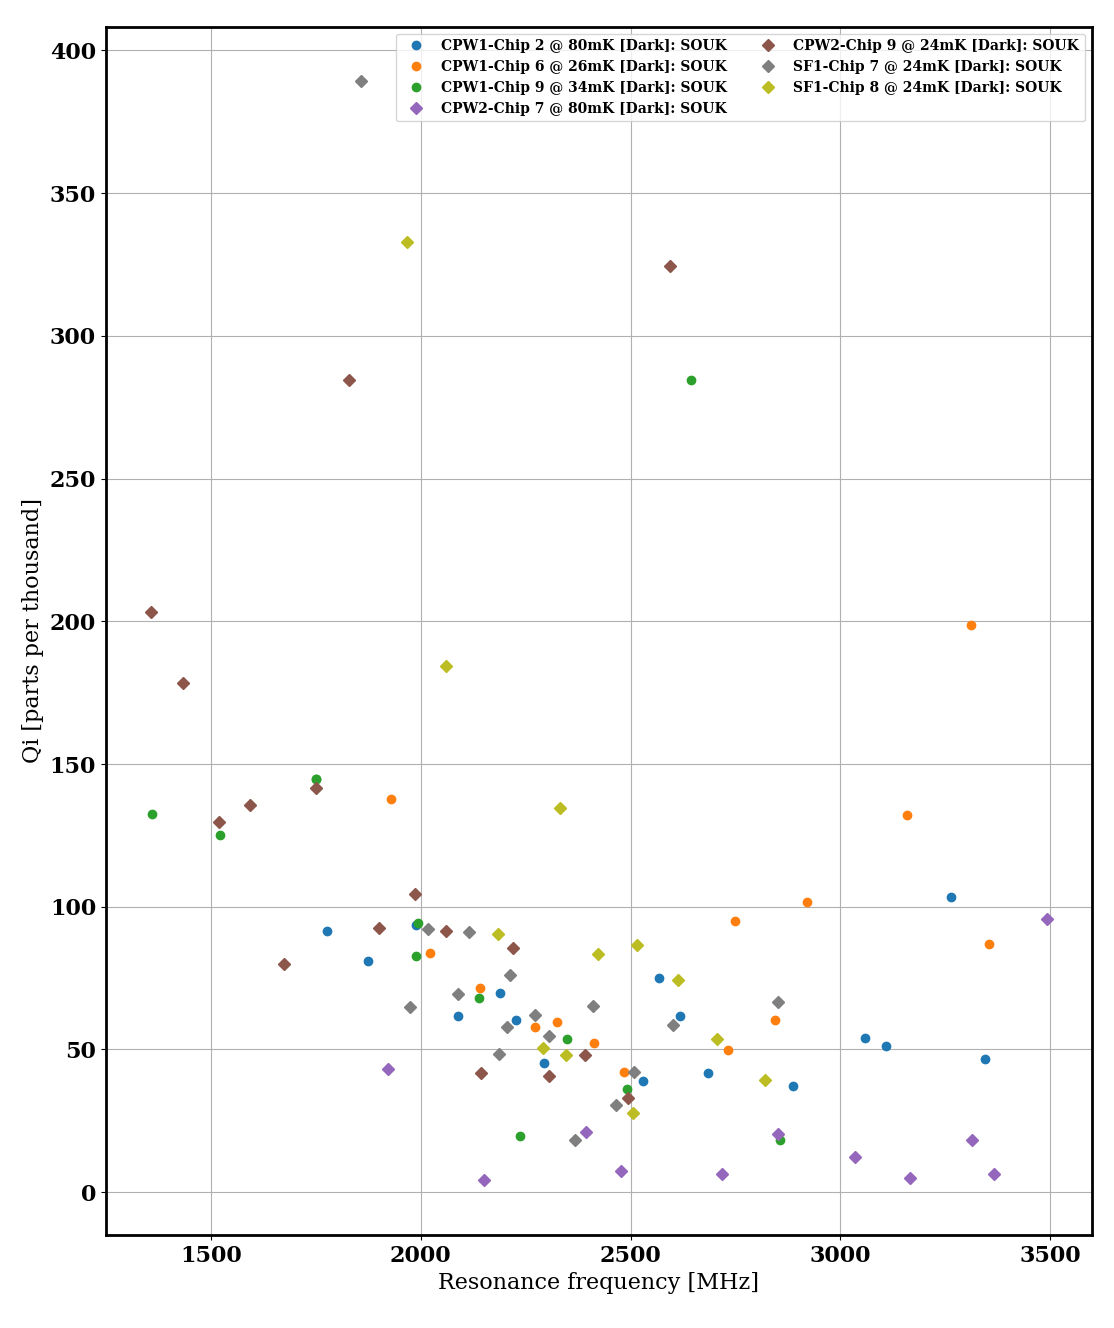 CPW1-Chip 2 @ 80mK [Dark]: SOUK
CPW1-Chip 6 @ 26mK [Dark]: SOUK
CPW1-Chip 9 @ 34mK [Dark]: SOUK
CPW2-Chip 7 @ 80mK [Dark]: SOUK
CPW2-Chip 9 @ 24mK [Dark]: SOUK
SF1-Chip 7 @ 24mK [Dark]: SOUK
SF1-Chip 8 @ 24mK [Dark]: SOUK
400
350
300
250
200
150
100
50
0
Qi [parts per thousand]
1500 2000 2500 3000 3500
Resonance frequency [MHz]